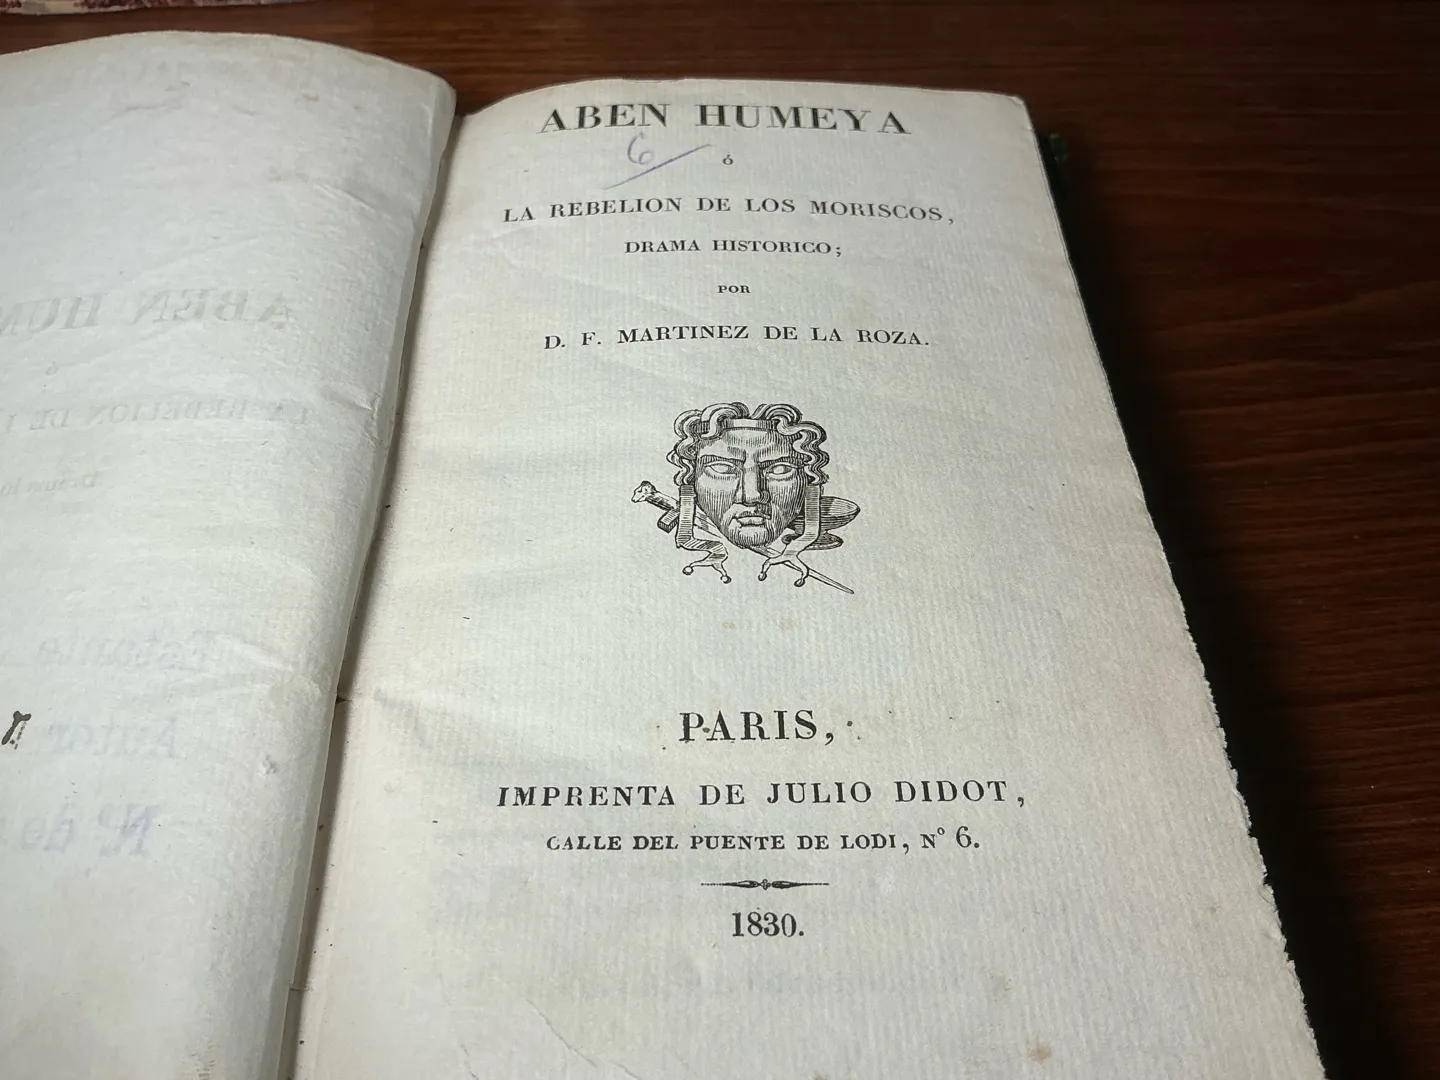 ABEN HUMEYA
6
ó
LA REBELION DE LOS MORISCOS,
DRAMA HISTORICO;
POR
D. F. MARTINEZ DE LA ROZA.
PARIS,
IMPRENTA DE JULIO DIDOT,
CALLE DEL PUENTE DE LODI, Nº 6.
1830.